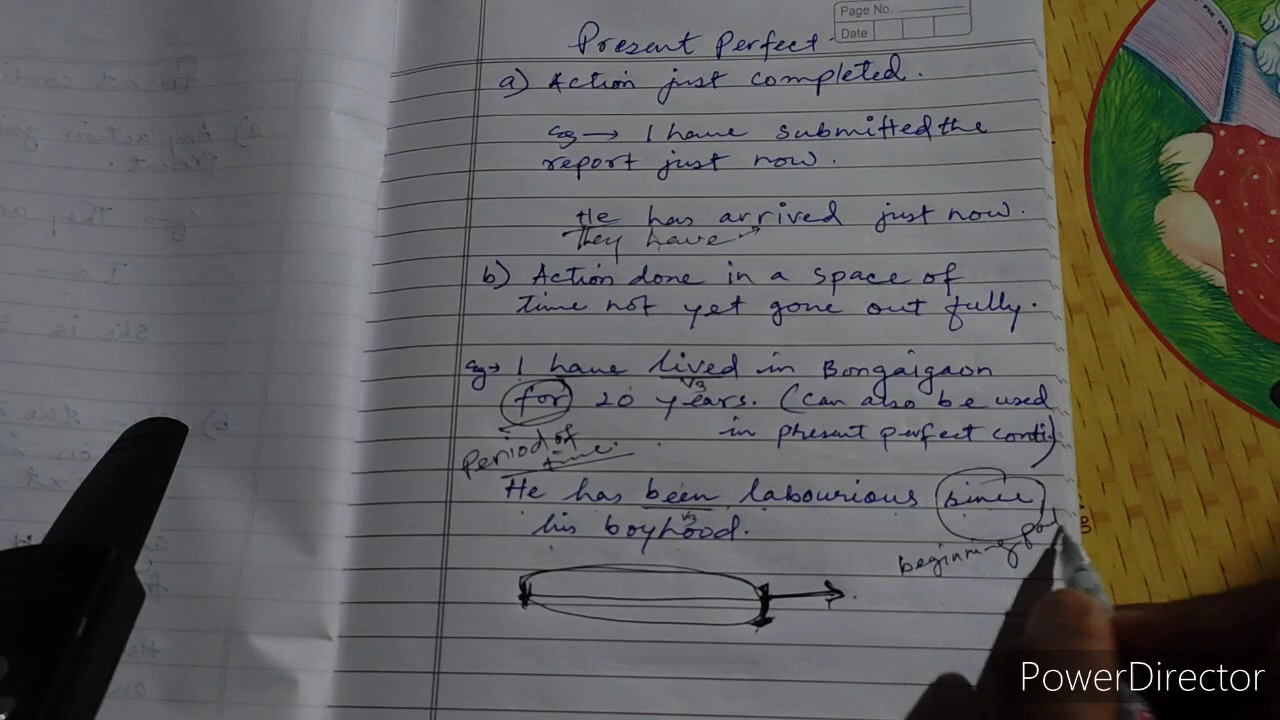 Page No.
Date
Present Perfect.
a) Action just completed.
eg → I have submitted the
report just now.
He has arrived just now.
They have
b) Action done in a space of
time not yet gone out fully.
eg → I have lived in Bongaigaon
V3
for 20 years. (can also be used
in present perfect conti)
Period of
time.
He has been labourious since
V3
his boyhood.
beginning
PowerDirector